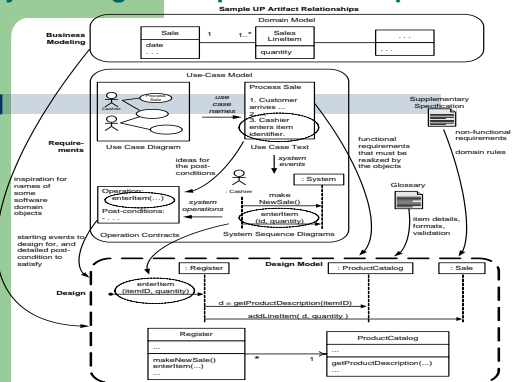 Sample UP Artifact Relationships
Domain Model
Business
Modeling
Sale
date
. . .
1
1..*
Sales
LineItem
quantity
. . .
. . .
Use-Case Model
Process
Sale
Cashier
use
case
names
Process Sale
1. Customer
arrives ...
2. ...
3. Cashier
enters item
identifier.
Use Case Diagram
Use Case Text
Require-
ments
Supplementary
Specification
non-functional
requirements
domain rules
functional
requirements
that must be
realized by
the objects
inspiration for
names of
some
software
domain
objects
ideas for
the post-
conditions
system
events
: Cashier
: System
make
NewSale()
enterItem
(id, quantity)
Operation:
enterItem(...)
Post-conditions:
- . . .
system
operations
Operation Contracts
System Sequence Diagrams
Glossary
item details,
formats,
validation
starting events to
design for, and
detailed post-
condition to
satisfy
Design Model
: Register
: ProductCatalog
: Sale
Design
enterItem
(itemID, quantity)
d = getProductDescription(itemID)
addLineItem( d, quantity )
Register
...
makeNewSale()
enterItem(...)
...
*
1
ProductCatalog
...
getProductDescription(...)
...